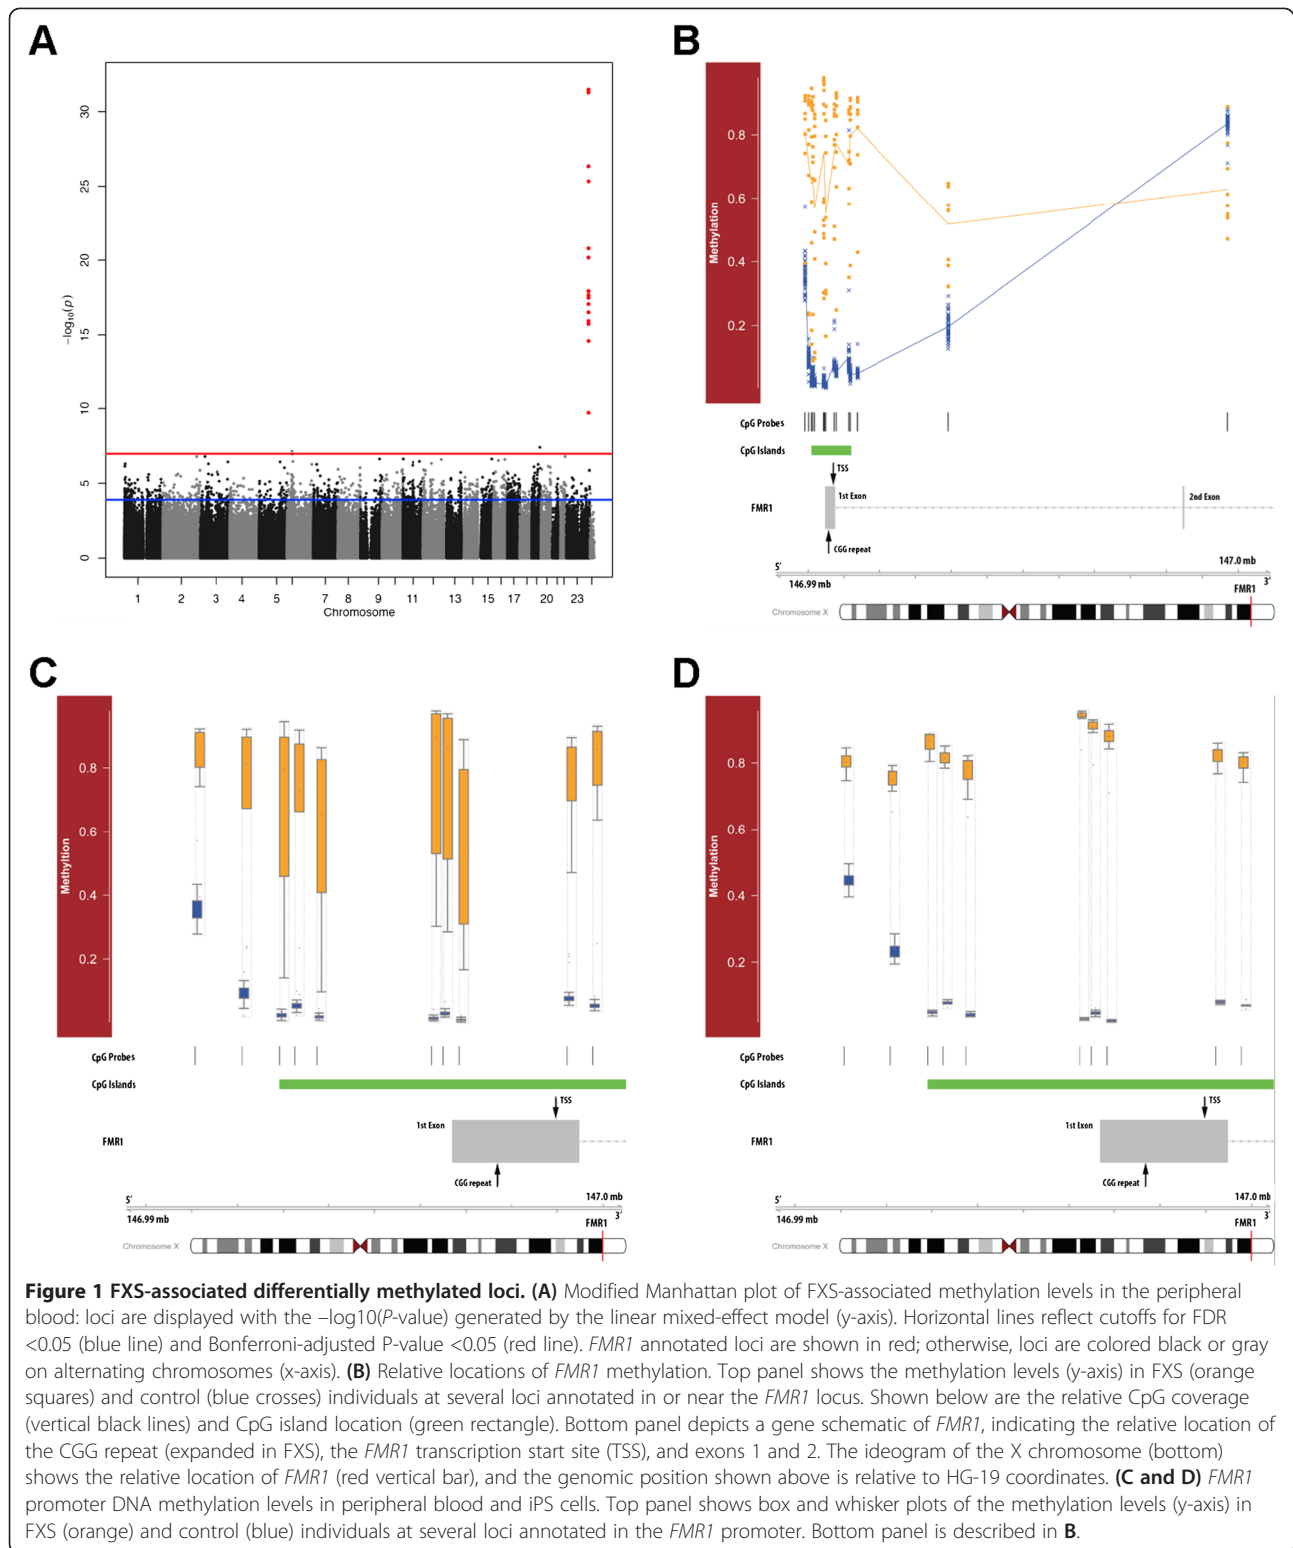 A
30
25
20
15
10
5
0
−log10(p)
1 2 3 4 5 7 8 9 11 13 15 17 20 23
Chromosome
B
0.8
0.6
0.4
0.2
Methylation
CpG Probes
CpG Islands
TSS
1st Exon
2nd Exon
FMR1
CGG repeat
147.0 mb
5′
3′
146.99 mb
FMR1
Chromosome X
C
0.8
0.6
0.4
0.2
Methyltion
CpG Probes
CpG Islands
TSS
1st Exon
FMR1
CGG repeat
5′
147.0 mb
146.99 mb
3′
FMR1
Chromosome X
D
0.8
0.6
0.4
0.2
Methylation
CpG Probes
CpG Islands
TSS
1st Exon
FMR1
CGG repeat
5′
147.0 mb
146.99 mb
3′
FMR1
Chromosome X
Figure 1 FXS-associated differentially methylated loci. (A) Modified Manhattan plot of FXS-associated methylation levels in the peripheral
blood: loci are displayed with the –log10(P-value) generated by the linear mixed-effect model (y-axis). Horizontal lines reflect cutoffs for FDR
<0.05 (blue line) and Bonferroni-adjusted P-value <0.05 (red line). FMR1 annotated loci are shown in red; otherwise, loci are colored black or gray
on alternating chromosomes (x-axis). (B) Relative locations of FMR1 methylation. Top panel shows the methylation levels (y-axis) in FXS (orange
squares) and control (blue crosses) individuals at several loci annotated in or near the FMR1 locus. Shown below are the relative CpG coverage
(vertical black lines) and CpG island location (green rectangle). Bottom panel depicts a gene schematic of FMR1, indicating the relative location of
the CGG repeat (expanded in FXS), the FMR1 transcription start site (TSS), and exons 1 and 2. The ideogram of the X chromosome (bottom)
shows the relative location of FMR1 (red vertical bar), and the genomic position shown above is relative to HG-19 coordinates. (C and D) FMR1
promoter DNA methylation levels in peripheral blood and iPS cells. Top panel shows box and whisker plots of the methylation levels (y-axis) in
FXS (orange) and control (blue) individuals at several loci annotated in the FMR1 promoter. Bottom panel is described in B.